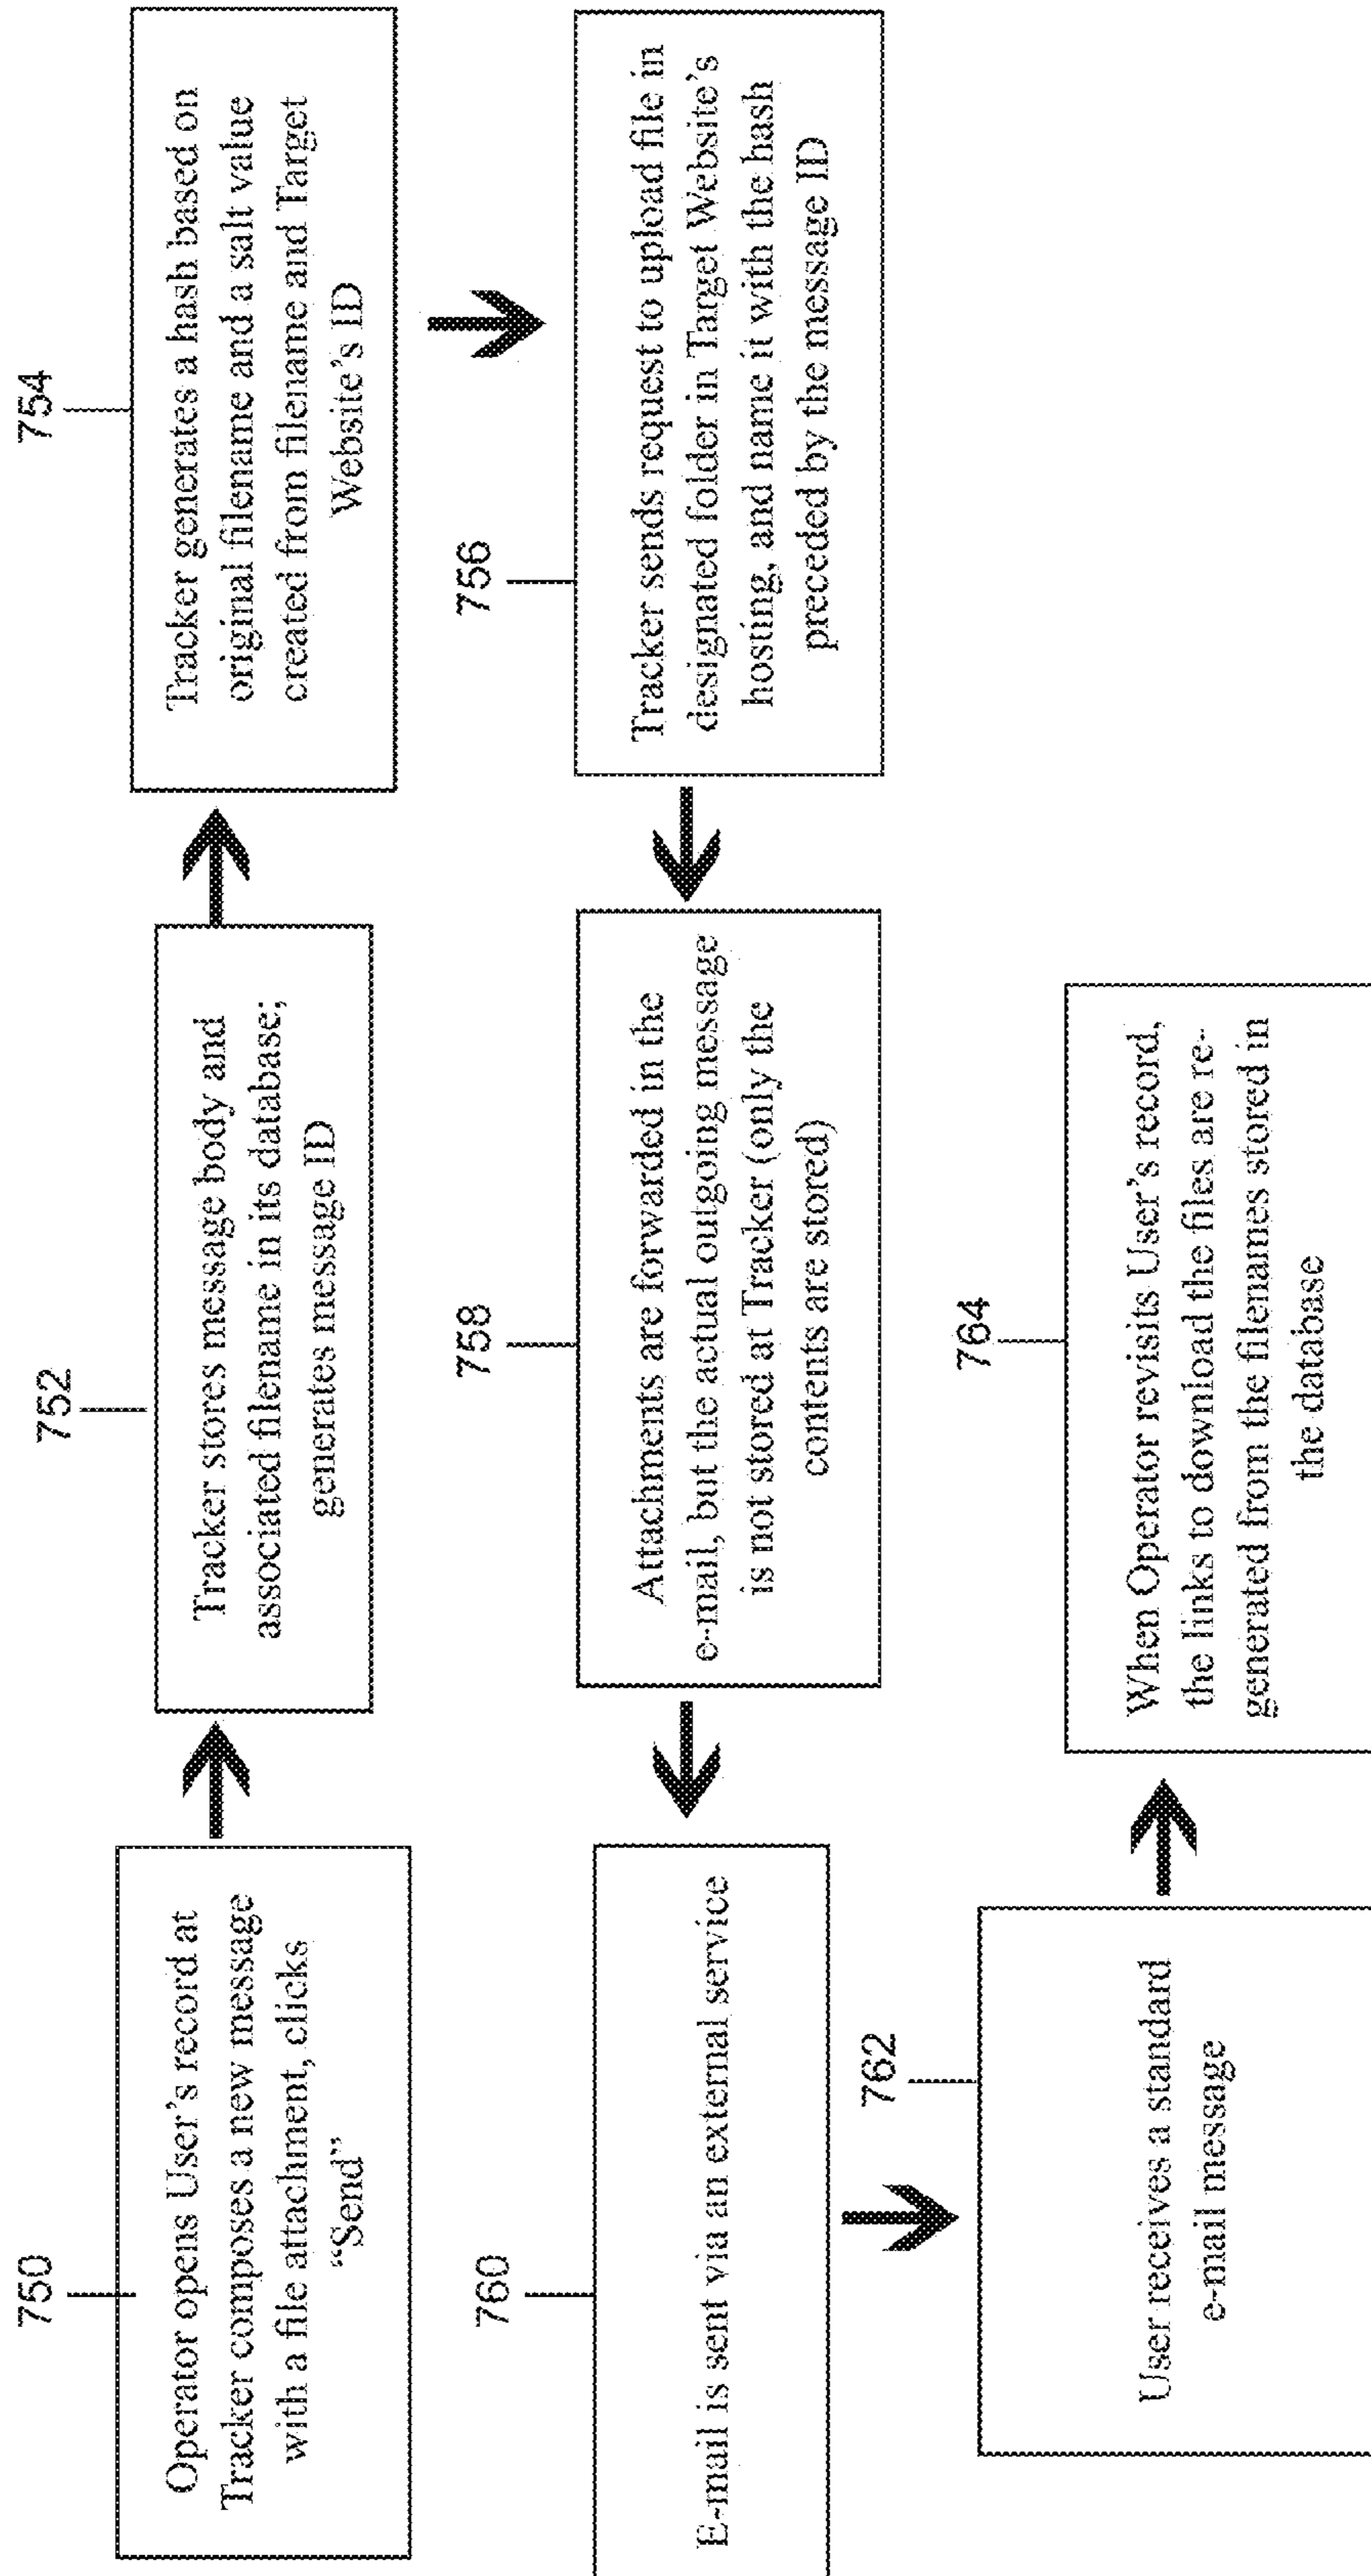 750
Operator opens User's record at
Tracker composes a new message
with a file attachment, clicks
“Send”
752
Tracker stores message body and
associated filename in its database;
generates message ID
754
Tracker generates a hash based on
original filename and a salt value
created from filename and Target
Website's ID
756
Tracker sends request to upload file in
designated folder in Target Website's
hosting, and name it with the hash
preceded by the message ID
758
Attachments are forwarded in the
e-mail, but the actual outgoing message
is not stored at Tracker (only the
contents are stored)
760
E-mail is sent via an external service
762
User receives a standard
e-mail message
764
When Operator revisits User's record,
the links to download the files are re-
generated from the filenames stored in
the database